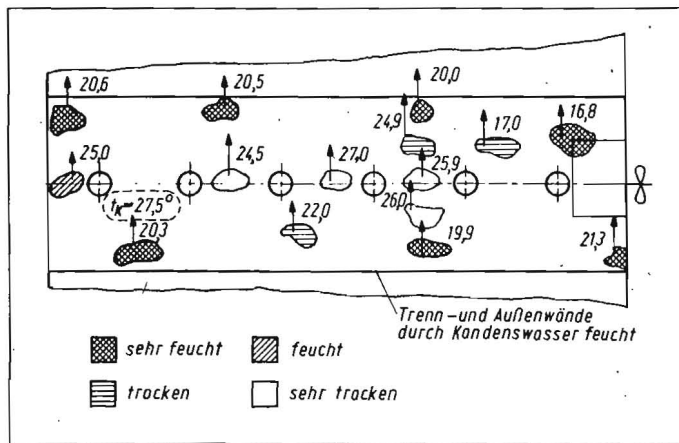 20,6 20,5 20,0
24,9 17,0 16,8
25,0 24,5 27,0 25,9
tK=27,5° 26,0
20,3 22,0 19,9 21,3
Trenn-und Außenwände
durch Kondenswasser feucht
sehr feucht feucht
trocken sehr trocken